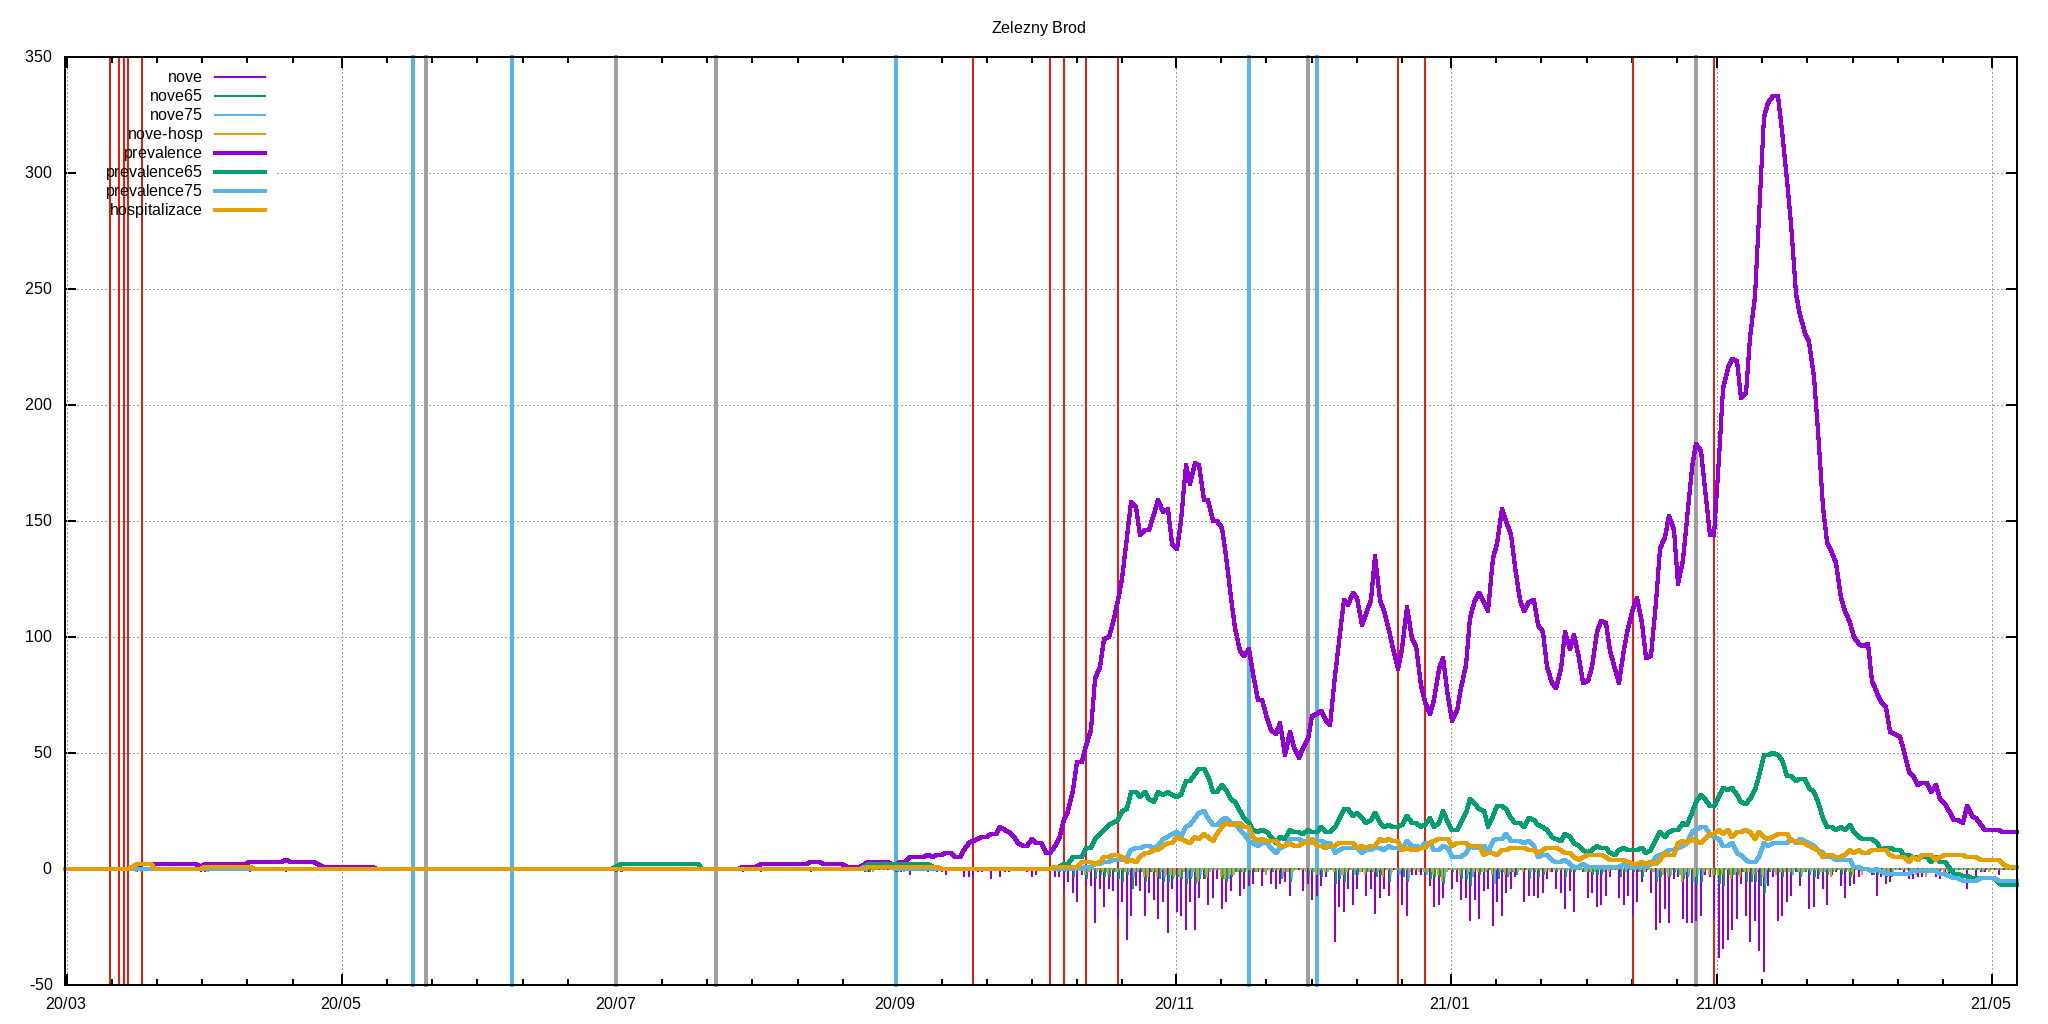 Zelezny Brod
350
300
250
200
150
100
50
0
-50
nove
nove65
nove75
nove-hosp
prevalence
prevalence65
prevalence75
hospitalizace
20/03 20/05 20/07 20/09 20/11 21/01 21/03 21/05